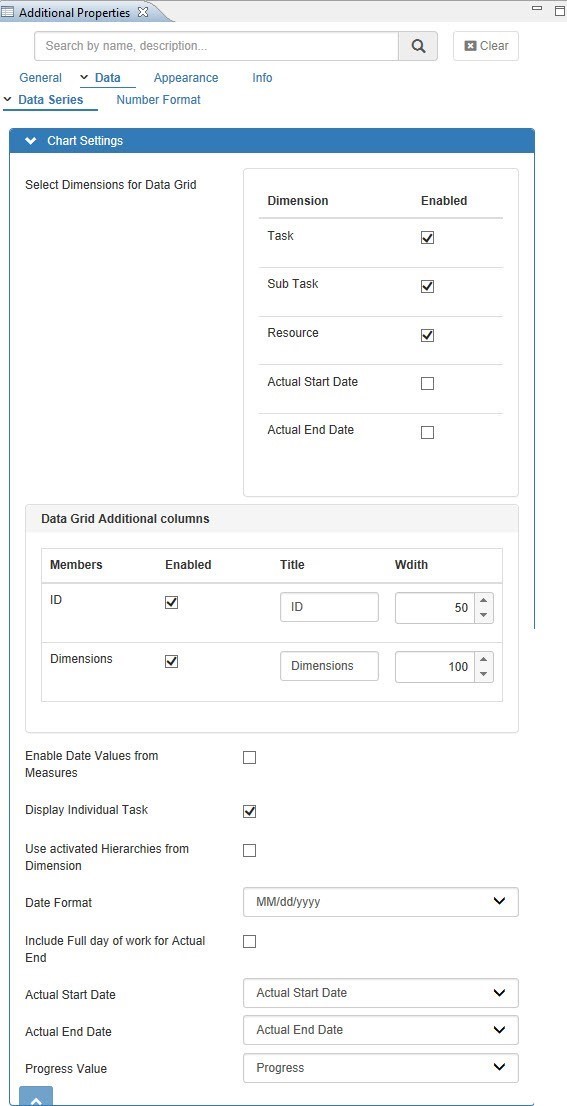 Additional Properties
Search by name, description...
Clear
General Data Appearance Info
Data Series Number Format
Chart Settings
Select Dimensions for Data Grid
Dimension Enabled
Task
Sub Task
Resource
Actual Start Date
Actual End Date
Data Grid Additional columns
Members Enabled Title Wdith
ID ID 50
Dimensions Dimensions 100
Enable Date Values from
Measures
Display Individual Task
Use activated Hierarchies from
Dimension
Date Format MM/dd/yyyy
Include Full day of work for Actual
End
Actual Start Date Actual Start Date
Actual End Date Actual End Date
Progress Value Progress